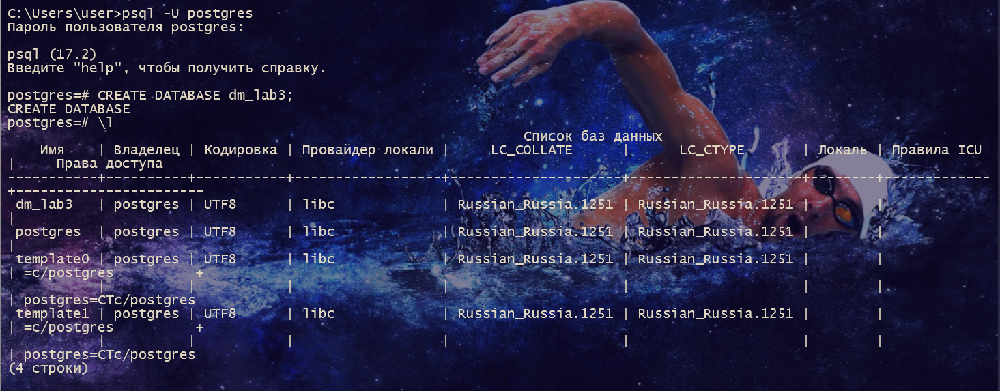 C:\Users\user>psql -U postgres
Пароль пользователя postgres:
psql (17.2)
Введите "help", чтобы получить справку.
postgres=# CREATE DATABASE dm_lab3;
CREATE DATABASE
postgres=# \l
Список баз данных
Имя | Владелец | Кодировка | Провайдер локали | LC_COLLATE | LC_CTYPE | Локаль | Правила ICU
| Права доступа
-----------+----------+-----------+------------------+---------------------+---------------------+--------+-------------
+-----------------------
dm_lab3 | postgres | UTF8 | libc | Russian_Russia.1251 | Russian_Russia.1251 | |
|
postgres | postgres | UTF8 | libc | Russian_Russia.1251 | Russian_Russia.1251 | |
|
template0 | postgres | UTF8 | libc | Russian_Russia.1251 | Russian_Russia.1251 | |
| =c/postgres +
| | | | | | |
| postgres=CTc/postgres
template1 | postgres | UTF8 | libc | Russian_Russia.1251 | Russian_Russia.1251 | |
| =c/postgres +
| | | | | | |
| postgres=CTc/postgres
(4 строки)